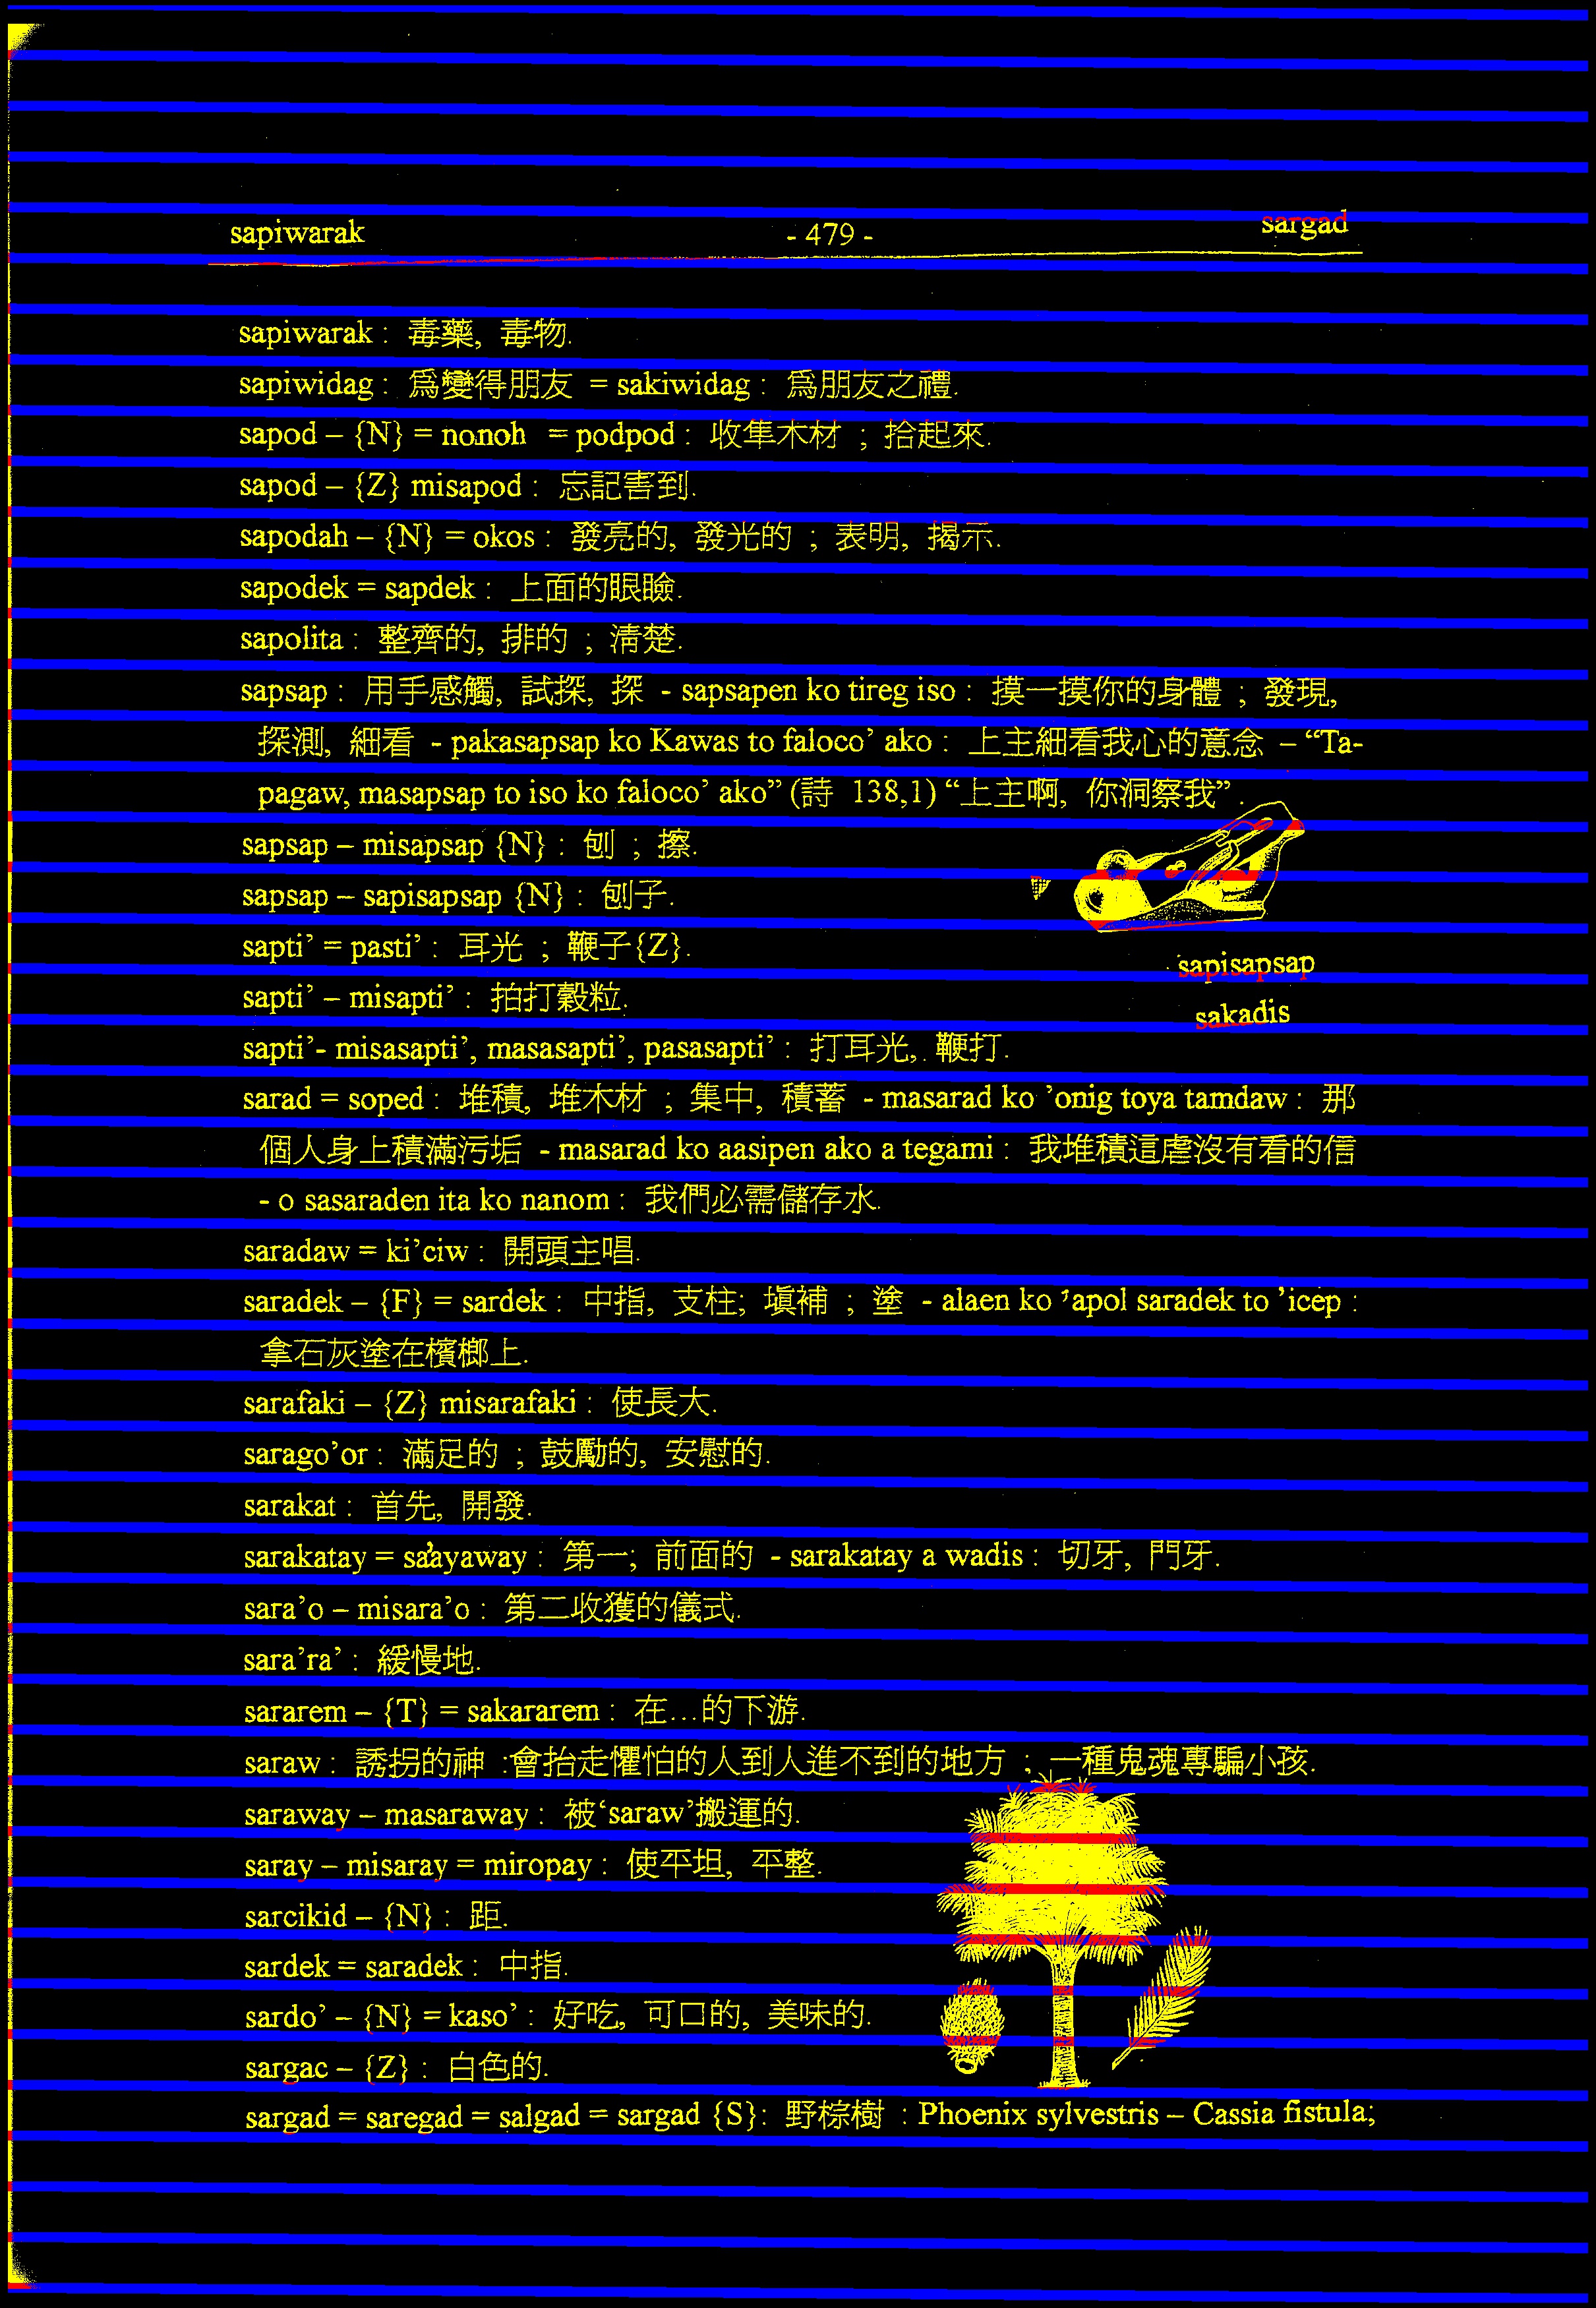 sapiwarak - 479 - sargad
sapiwarak : 毒藥, 毒物.
sapiwidag : 爲變得朋友 = sakiwidag : 爲朋友之禮.
sapod – {N} = nonoh = podpod : 收隼木材 ; 拾起來.
sapod – {Z} misapod : 忘記害到.
sapodah – {N} = okos : 發亮的, 發光的 ; 表明, 揭示.
sapodek = sapdek : 上面的眼瞼.
sapolita : 整齊的, 排的 ; 清楚.
sapsap : 用手感觸, 試探, 探 - sapsapen ko tireg iso : 摸一摸你的身體 ; 發現,
探測, 細看 - pakasapsap ko Kawas to faloco’ ako : 上主細看我心的意念 – “Ta-
pagaw, masapsap to iso ko faloco’ ako” (詩 138,1) “上主啊, 你洞察我” .
sapsap – misapsap {N} : 刨 ; 擦.
sapsap – sapisapsap {N} : 刨子.
sapti’ = pasti’ : 耳光 ; 鞭子{Z}.
sapisapsap
sapti’ – misapti’ : 拍打穀粒.
sakadis
sapti’- misasapti’, masasapti’, pasasapti’ : 打耳光, 鞭打.
sarad = soped : 堆積, 堆木材 ; 集中, 積蓄 - masarad ko ’onig toya tamdaw : 那
個人身上積滿污垢 - masarad ko aasipen ako a tegami : 我堆積這虐沒有看的信
- o sasaraden ita ko nanom : 我們必需儲存水.
saradaw = ki’ciw : 開頭主唱.
saradek – {F} = sardek : 中指, 支柱; 塡補 ; 塗 - alaen ko ’apol saradek to ’icep :
拿石灰塗在檳榔上.
sarafaki – {Z} misarafaki : 使長大.
sarago’or : 滿足的 ; 鼓勵的, 安慰的.
sarakat : 首先, 開發.
sarakatay = sa’ayaway : 第一; 前面的 - sarakatay a wadis : 切牙, 門牙.
sara’o – misara’o : 第二收獲的儀式.
sara’ra’ : 緩慢地.
sararem – {T} = sakararem : 在…的下游.
saraw : 誘拐的神 :會抬走懼怕的人到人進不到的地方 ; 一種鬼魂專騙小孩.
saraway – masaraway : 被‘saraw’搬運的.
saray – misaray = miropay : 使平坦, 平整.
sarcikid – {N} : 距.
sardek = saradek : 中指.
sardo’ – {N} = kaso’ : 好吃, 可口的, 美味的.
sargac – {Z} : 白色的.
sargad = saregad = salgad = sargad {S}: 野棕樹 : Phoenix sylvestris – Cassia fistula;